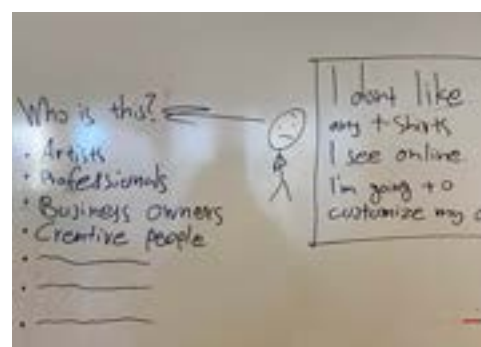 Who is this?
• Artists
• Professionals
• Business owners
• Creative people
I dont like
any t-shirts
I see online
I'm going to
customize my